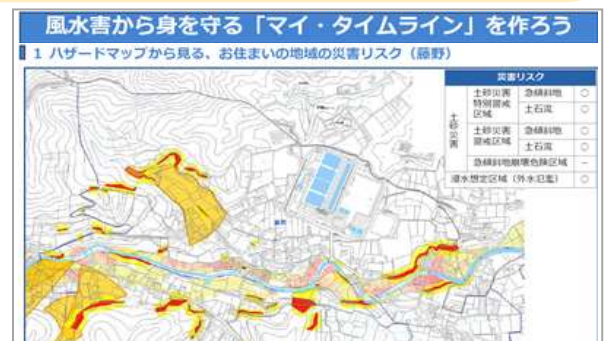 風水害から身を守る「マイ・タイムライン」を作ろう
1 ハザードマップから見る、お住まいの地域の災害リスク（藤野）
災害リスク
土砂災害
土砂災害特別警戒区域
急傾斜地 ○
土石流 ○
土砂災害警戒区域
急傾斜地 ○
土石流 ○
急傾斜地崩壊危険区域 －
浸水想定区域（外水氾濫） ○